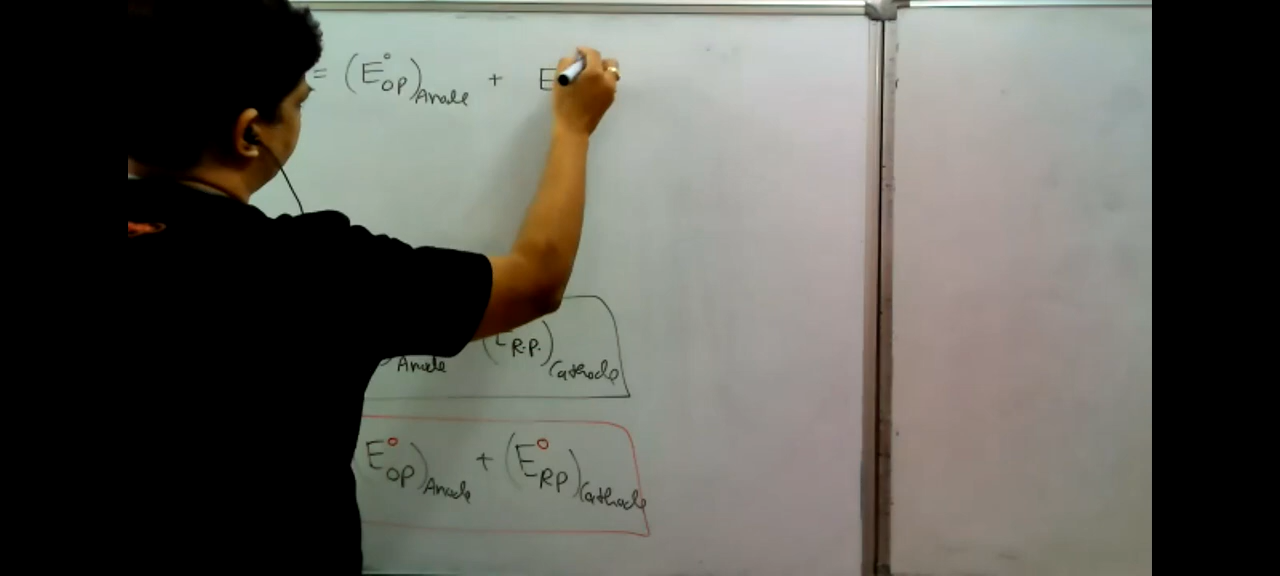 = (E°OP)Anode + E
Anode (ER.P.)Cathode
E°OP)Anode + (E°RP)Cathode